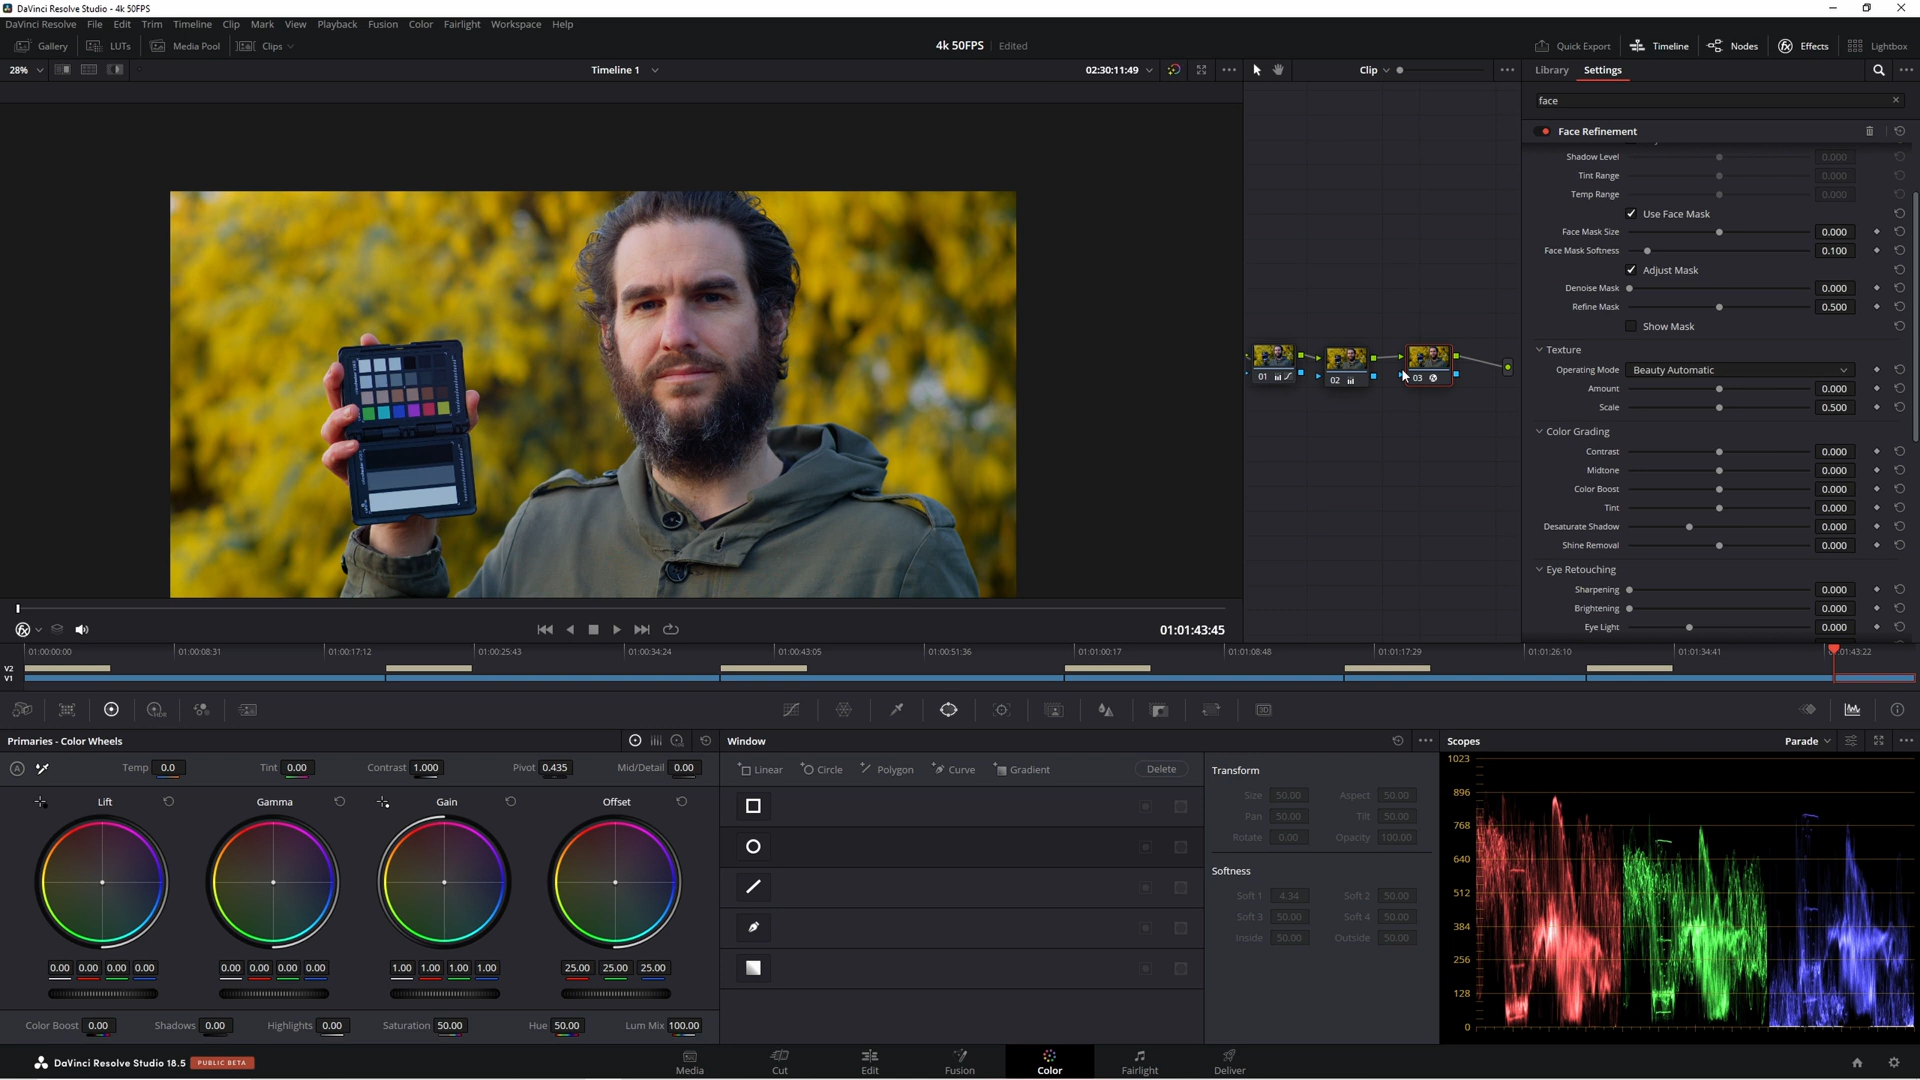 DaVinci Resolve Studio - 4k 50FPS
DaVinci Resolve File Edit Trim Timeline Clip Mark View Playback Fusion Color Fairlight Workspace Help
Gallery LUTs Media Pool Clips 4k 50FPS Edited Quick Export Timeline Nodes Effects Lightbox
28% Timeline 1 02:30:11:49 Clip Library Settings
face
Face Refinement
Shadow Level 0.000
Tint Range 0.000
Temp Range 0.000
Use Face Mask
Face Mask Size 0.000
Face Mask Softness 0.100
Adjust Mask
Denoise Mask 0.000
Refine Mask 0.500
Show Mask
Texture
Operating Mode Beauty Automatic
Amount 0.000
Scale 0.500
Color Grading
Contrast 0.000
Midtone 0.000
Color Boost 0.000
Tint 0.000
Desaturate Shadow 0.000
Shine Removal 0.000
Eye Retouching
Sharpening 0.000
Brightening 0.000
Eye Light 0.000
01 02 03
01:01:43:45
01:00:00:00 01:00:08:31 01:00:17:12 01:00:25:43 01:00:34:24 01:00:43:05 01:00:51:36 01:01:00:17 01:01:08:48 01:01:17:29 01:01:26:10 01:01:34:41 01:43:22
V2
V1
Primaries - Color Wheels Window Scopes Parade
Temp 0.0 Tint 0.00 Contrast 1.000 Pivot 0.435 Mid/Detail 0.00
Linear Circle Polygon Curve Gradient Delete
Lift Gamma Gain Offset
0.00 0.00 0.00 0.00 0.00 0.00 0.00 0.00 1.00 1.00 1.00 1.00 25.00 25.00 25.00
Color Boost 0.00 Shadows 0.00 Highlights 0.00 Saturation 50.00 Hue 50.00 Lum Mix 100.00
Transform
Size 50.00 Aspect 50.00
Pan 50.00 Tilt 50.00
Rotate 0.00 Opacity 100.00
Softness
Soft 1 4.34 Soft 2 50.00
Soft 3 50.00 Soft 4 50.00
Inside 50.00 Outside 50.00
1023
896
768
640
512
384
256
128
0
DaVinci Resolve Studio 18.5 PUBLIC BETA
Media Cut Edit Fusion Color Fairlight Deliver